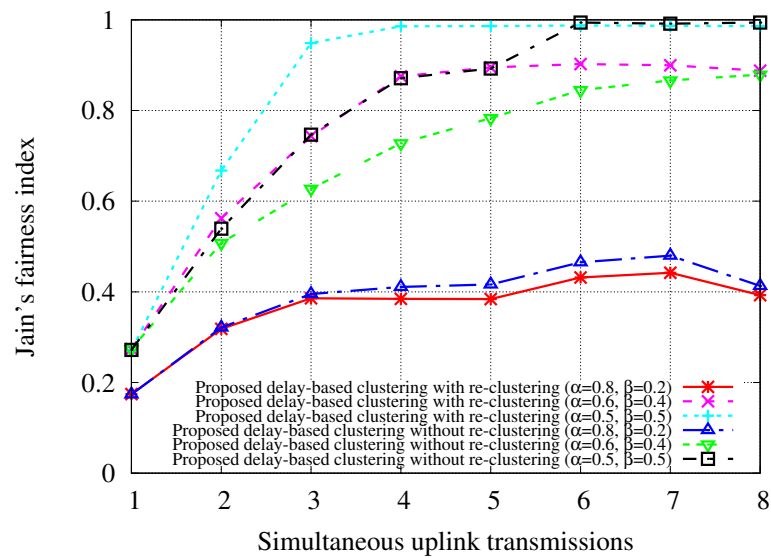 1
0.8
0.6
0.4
0.2
0
Jain's fairness index
Proposed delay-based clustering with re-clustering (α=0.8, β=0.2)
Proposed delay-based clustering with re-clustering (α=0.6, β=0.4)
Proposed delay-based clustering with re-clustering (α=0.5, β=0.5)
Proposed delay-based clustering without re-clustering (α=0.8, β=0.2)
Proposed delay-based clustering without re-clustering (α=0.6, β=0.4)
Proposed delay-based clustering without re-clustering (α=0.5, β=0.5)
1 2 3 4 5 6 7 8
Simultaneous uplink transmissions